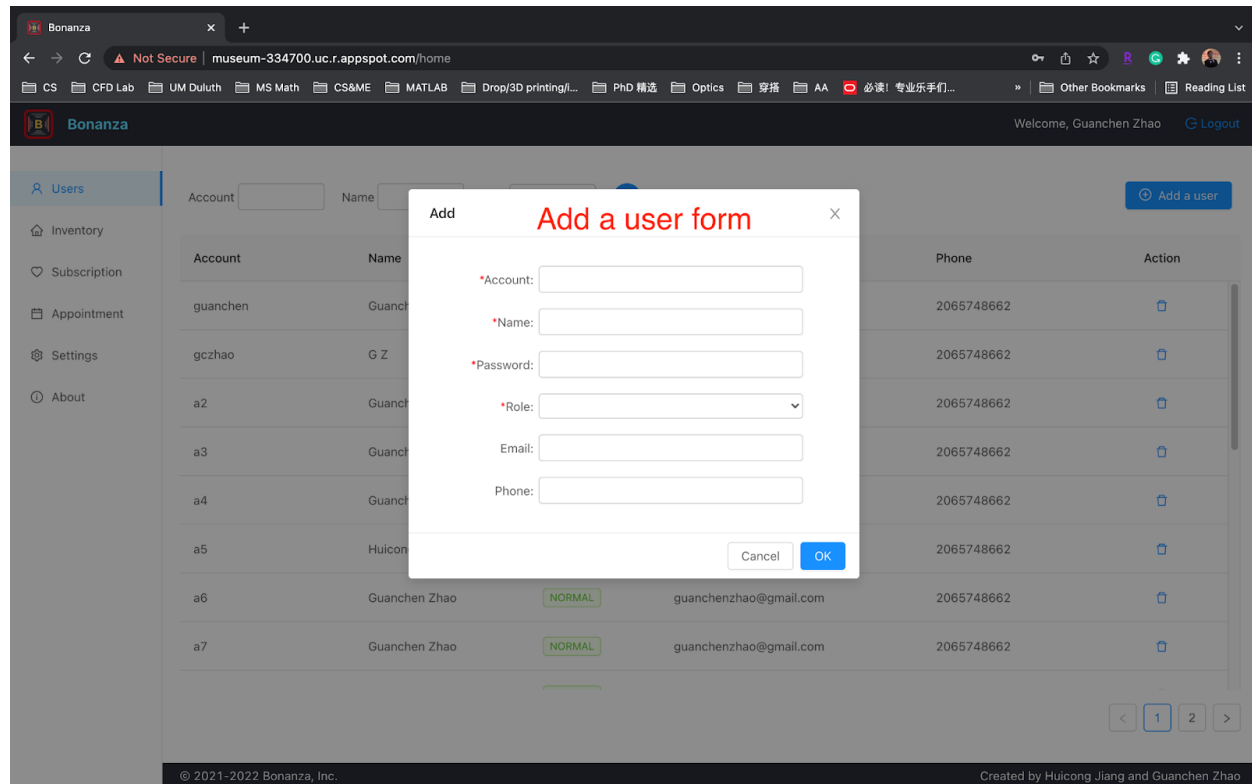 Bonanza
Not Secure | museum-334700.uc.r.appspot.com/home
CS CFD Lab UM Duluth MS Math CS&ME MATLAB Drop/3D printing/i... PhD 精选 Optics 穿搭 AA 必读! 专业乐手们... » Other Bookmarks Reading List
B Bonanza Welcome, Guanchen Zhao Logout
Users
Inventory
Subscription
Appointment
Settings
About
Account Name Add a user
Add Add a user form
*Account:
*Name:
*Password:
*Role:
Email:
Phone:
Cancel OK
Account Name Phone Action
guanchen Guanch 2065748662
gczhao G Z 2065748662
a2 Guanch 2065748662
a3 Guanch 2065748662
a4 Guanch 2065748662
a5 Huicon 2065748662
a6 Guanchen Zhao NORMAL guanchenzhao@gmail.com 2065748662
a7 Guanchen Zhao NORMAL guanchenzhao@gmail.com 2065748662
< 1 2 >
© 2021-2022 Bonanza, Inc. Created by Huicong Jiang and Guanchen Zhao